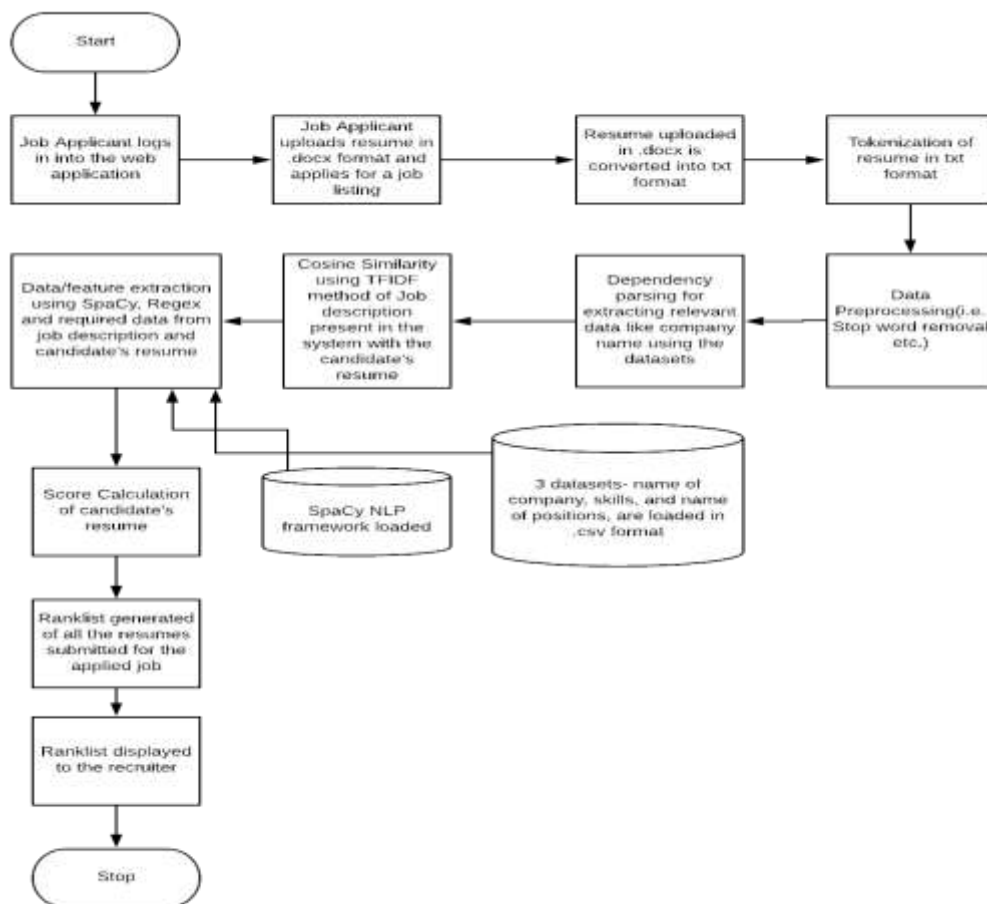 Start
Job Applicant logs
in into the web
application
Job Applicant
uploads resume in
.docx format and
applies for a job
listing
Resume uploaded
in .docx is
converted into txt
format
Tokenization of
resume in txt
format
Data/feature extraction
using SpaCy, Regex
and required data from
job description and
candidate's resume
Cosine Similarity
using TFIDF
method of Job
description
present in the
system with the
candidate's
resume
Dependency
parsing for
extracting relevant
data like company
name using the
datasets
Data
Preprocessing(i.e.
Stop word removal
etc.)
Score Calculation
of candidate's
resume
SpaCy NLP
framework loaded
3 datasets- name of
company, skills, and name
of positions, are loaded in
.csv format
Ranklist generated
of all the resumes
submitted for the
applied job
Ranklist displayed
to the recruiter
Stop